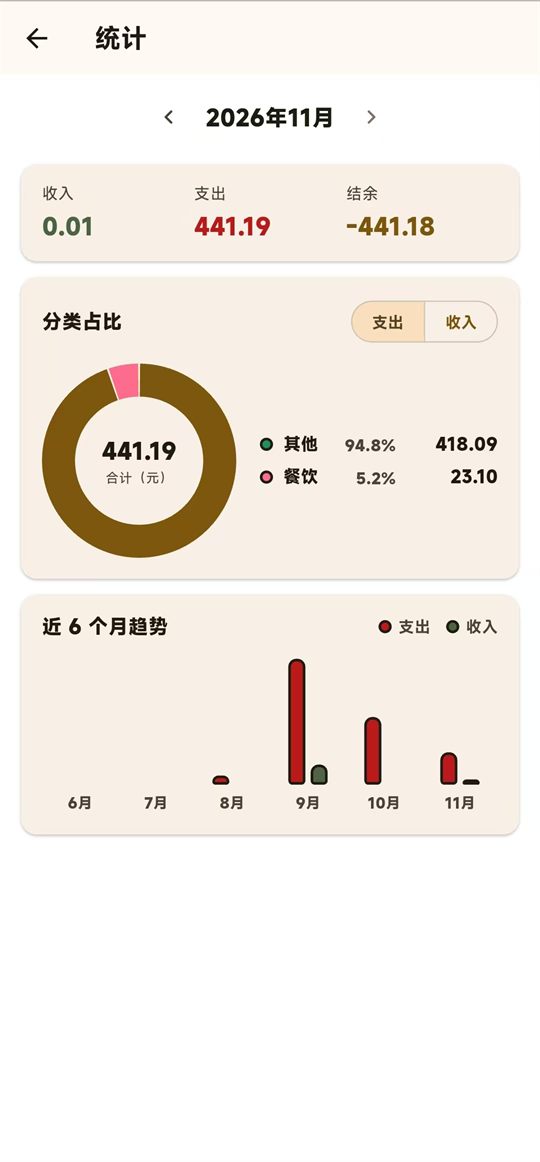 统计
2026年11月
收入 支出 结余
0.01 441.19 -441.18
分类占比 支出 收入
441.19
合计（元）
其他 94.8% 418.09
餐饮 5.2% 23.10
近 6 个月趋势 支出 收入
6月 7月 8月 9月 10月 11月